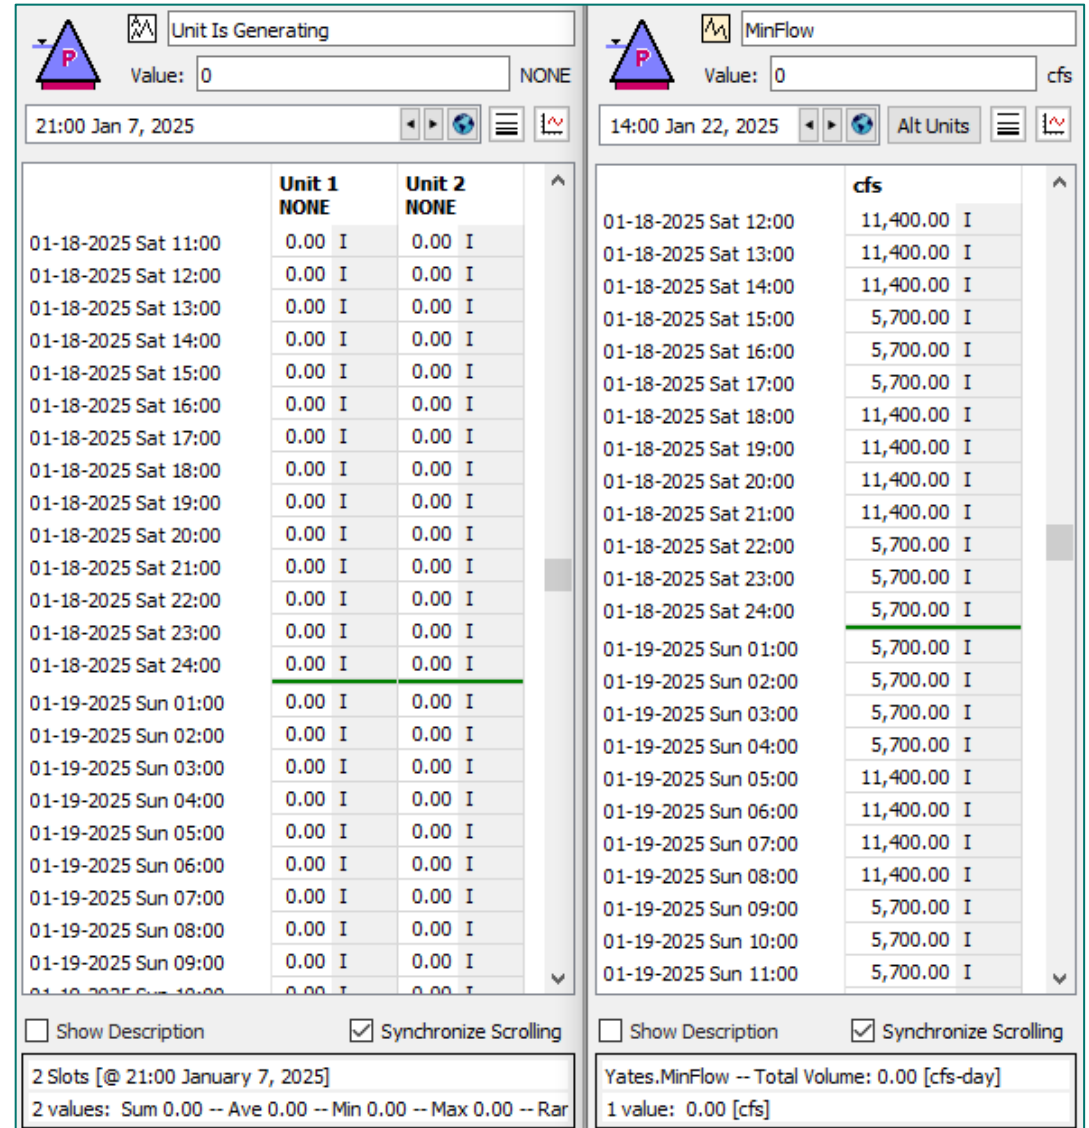 P
Unit Is Generating
Value: 0 NONE
21:00 Jan 7, 2025
Unit 1 Unit 2
NONE NONE
01-18-2025 Sat 11:00 0.00 I 0.00 I
01-18-2025 Sat 12:00 0.00 I 0.00 I
01-18-2025 Sat 13:00 0.00 I 0.00 I
01-18-2025 Sat 14:00 0.00 I 0.00 I
01-18-2025 Sat 15:00 0.00 I 0.00 I
01-18-2025 Sat 16:00 0.00 I 0.00 I
01-18-2025 Sat 17:00 0.00 I 0.00 I
01-18-2025 Sat 18:00 0.00 I 0.00 I
01-18-2025 Sat 19:00 0.00 I 0.00 I
01-18-2025 Sat 20:00 0.00 I 0.00 I
01-18-2025 Sat 21:00 0.00 I 0.00 I
01-18-2025 Sat 22:00 0.00 I 0.00 I
01-18-2025 Sat 23:00 0.00 I 0.00 I
01-18-2025 Sat 24:00 0.00 I 0.00 I
01-19-2025 Sun 01:00 0.00 I 0.00 I
01-19-2025 Sun 02:00 0.00 I 0.00 I
01-19-2025 Sun 03:00 0.00 I 0.00 I
01-19-2025 Sun 04:00 0.00 I 0.00 I
01-19-2025 Sun 05:00 0.00 I 0.00 I
01-19-2025 Sun 06:00 0.00 I 0.00 I
01-19-2025 Sun 07:00 0.00 I 0.00 I
01-19-2025 Sun 08:00 0.00 I 0.00 I
01-19-2025 Sun 09:00 0.00 I 0.00 I
Show Description Synchronize Scrolling
2 Slots [@ 21:00 January 7, 2025]
2 values: Sum 0.00 -- Ave 0.00 -- Min 0.00 -- Max 0.00 -- Rar
P
MinFlow
Value: 0 cfs
14:00 Jan 22, 2025 Alt Units
cfs
01-18-2025 Sat 12:00 11,400.00 I
01-18-2025 Sat 13:00 11,400.00 I
01-18-2025 Sat 14:00 11,400.00 I
01-18-2025 Sat 15:00 5,700.00 I
01-18-2025 Sat 16:00 5,700.00 I
01-18-2025 Sat 17:00 5,700.00 I
01-18-2025 Sat 18:00 11,400.00 I
01-18-2025 Sat 19:00 11,400.00 I
01-18-2025 Sat 20:00 11,400.00 I
01-18-2025 Sat 21:00 11,400.00 I
01-18-2025 Sat 22:00 5,700.00 I
01-18-2025 Sat 23:00 5,700.00 I
01-18-2025 Sat 24:00 5,700.00 I
01-19-2025 Sun 01:00 5,700.00 I
01-19-2025 Sun 02:00 5,700.00 I
01-19-2025 Sun 03:00 5,700.00 I
01-19-2025 Sun 04:00 5,700.00 I
01-19-2025 Sun 05:00 11,400.00 I
01-19-2025 Sun 06:00 11,400.00 I
01-19-2025 Sun 07:00 11,400.00 I
01-19-2025 Sun 08:00 11,400.00 I
01-19-2025 Sun 09:00 5,700.00 I
01-19-2025 Sun 10:00 5,700.00 I
01-19-2025 Sun 11:00 5,700.00 I
Show Description Synchronize Scrolling
Yates.MinFlow -- Total Volume: 0.00 [cfs-day]
1 value: 0.00 [cfs]